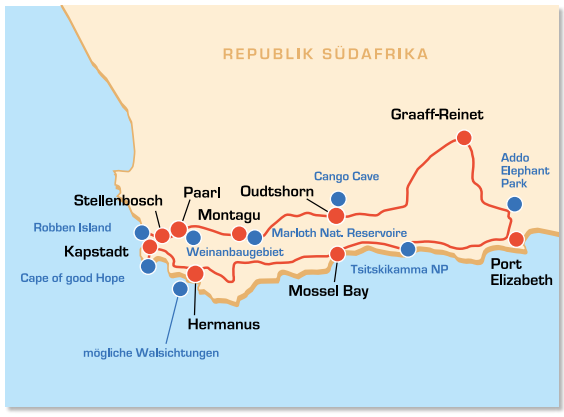 REPUBLIK SÜDAFRIKA
Graaff-Reinet
Addo
Elephant
Park
Cango Cave
Oudtshorn
Paarl
Stellenbosch
Montagu
Robben Island
Marloth Nat. Reservoire
Kapstadt
Weinanbaugebiet
Tsitskikamma NP
Port
Elizabeth
Cape of good Hope
Mossel Bay
Hermanus
mögliche Walsichtungen